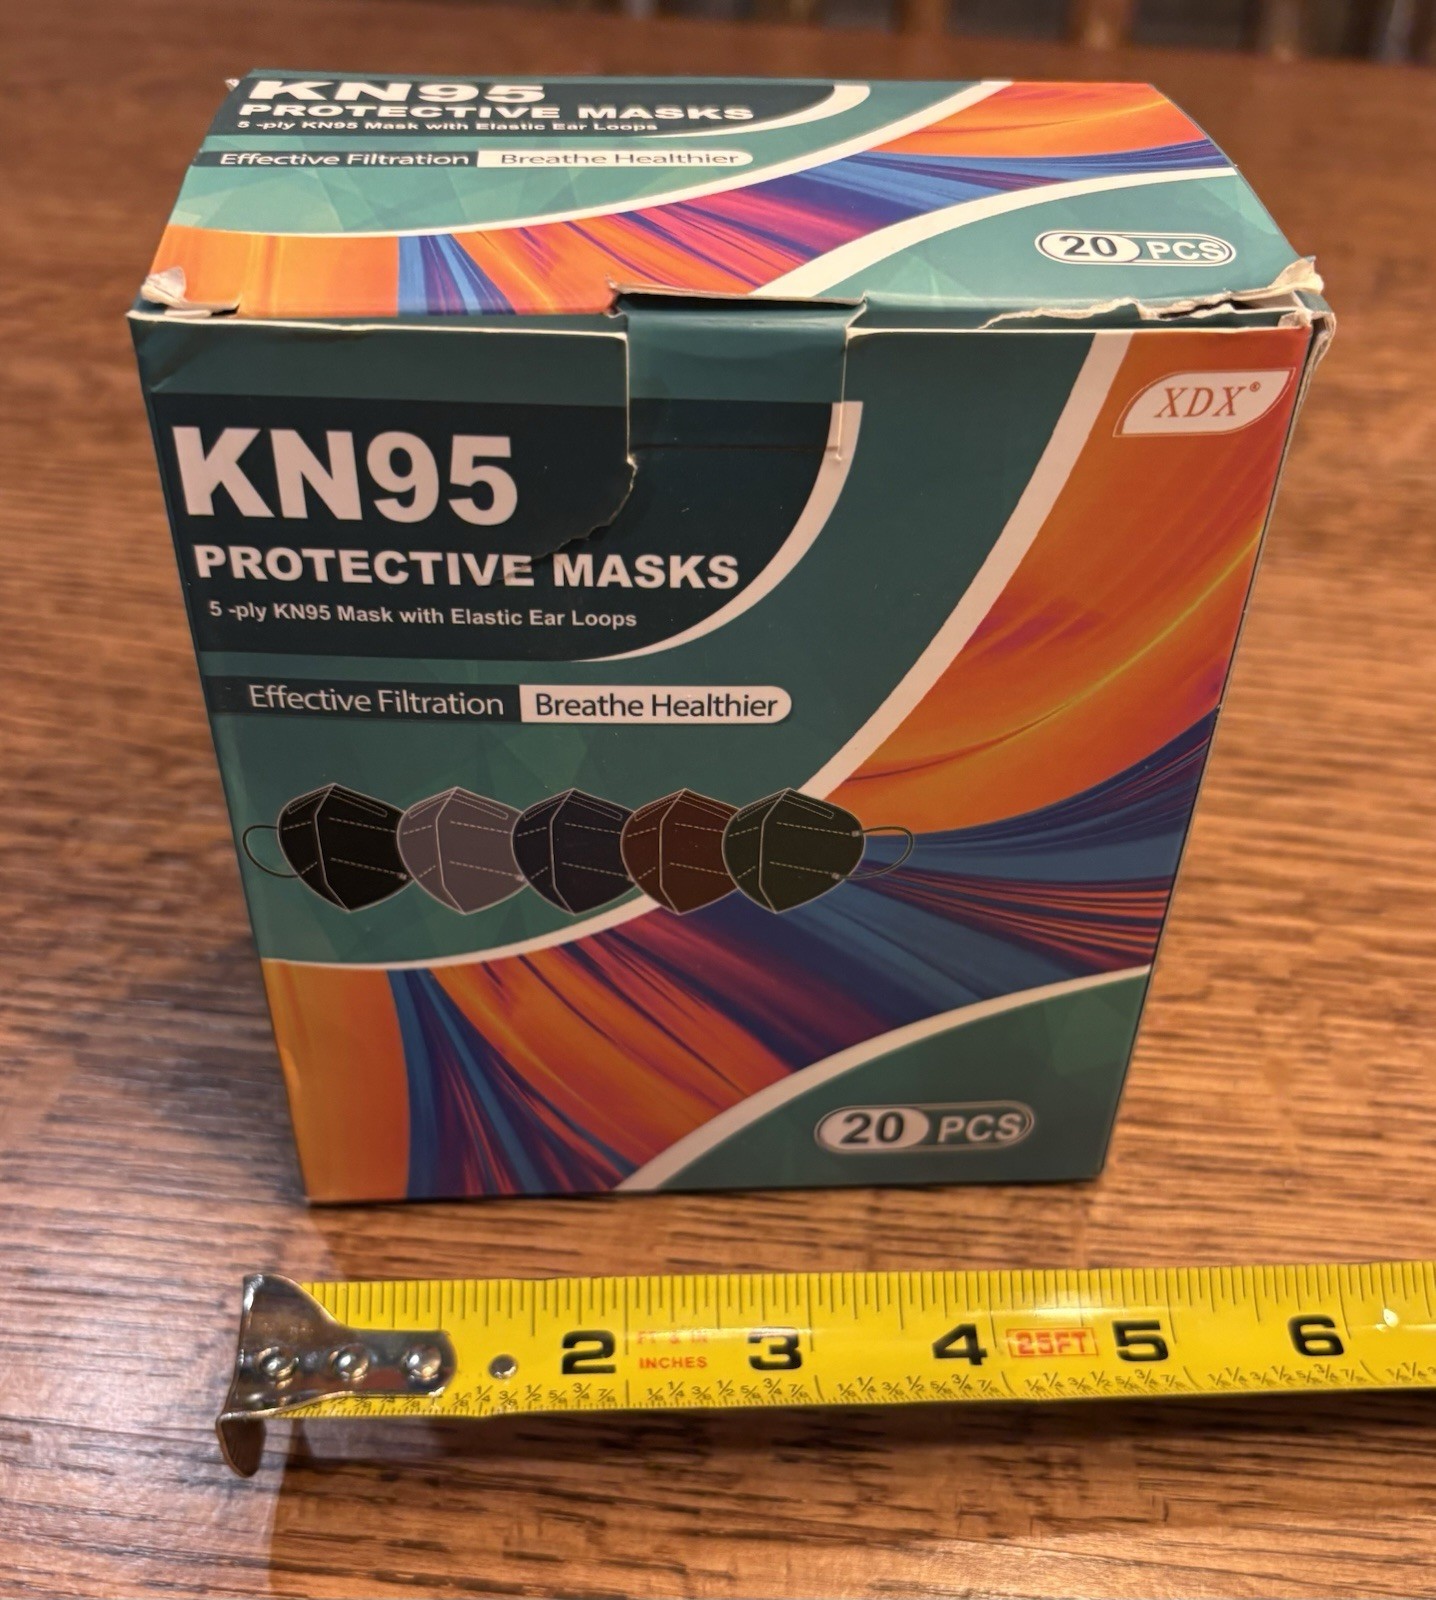 KN95
PROTECTIVE MASKS
5 -ply KN95 Mask with Elastic Ear Loops
Effective Filtration Breathe Healthier
20 PCS
XDX®
KN95
PROTECTIVE MASKS
5 -ply KN95 Mask with Elastic Ear Loops
Effective Filtration Breathe Healthier
20 PCS
2 FT & IN INCHES 3 4 25FT 5 6